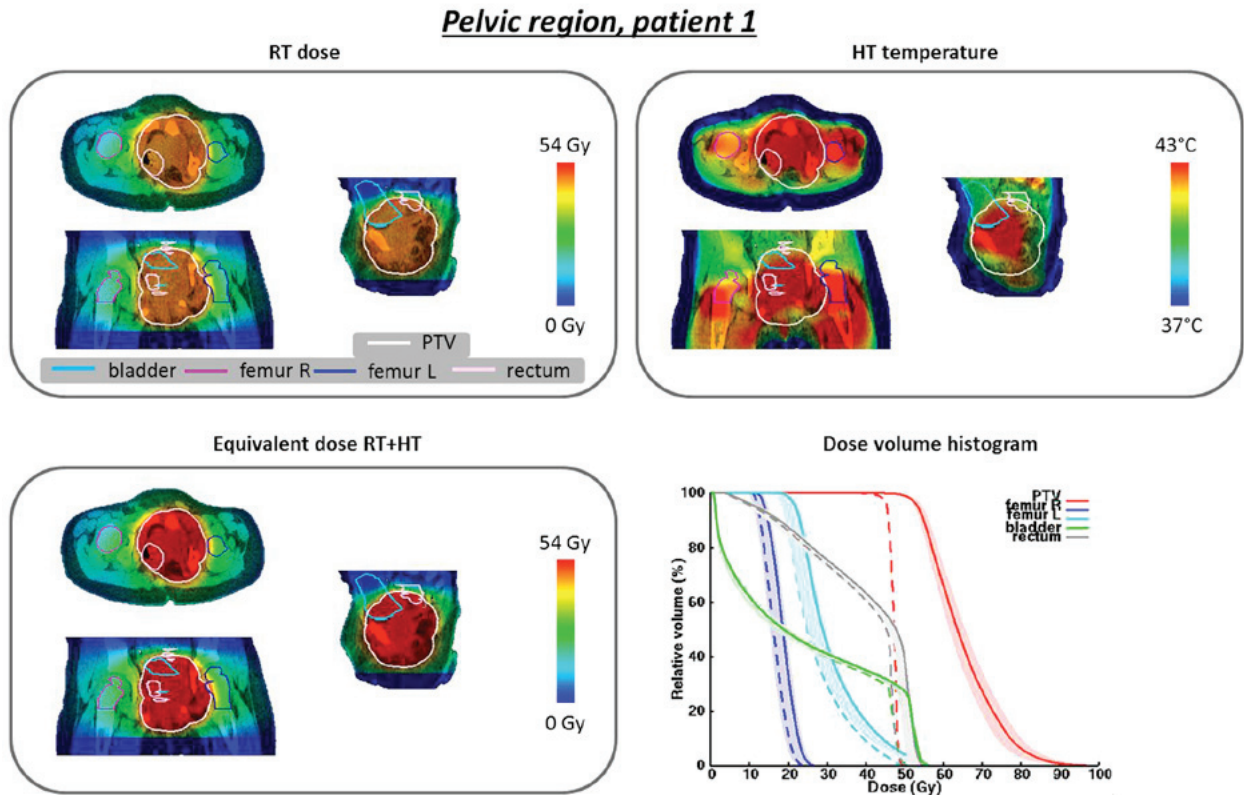 Pelvic region, patient 1
RT dose
54 Gy
0 Gy
PTV
bladder femur R femur L rectum
HT temperature
43°C
37°C
Equivalent dose RT+HT
54 Gy
0 Gy
Dose volume histogram
PTV
femur R
femur L
bladder
rectum
Relative volume (%)
100
80
60
40
20
0
0 10 20 30 40 50 60 70 80 90 100
Dose (Gy)